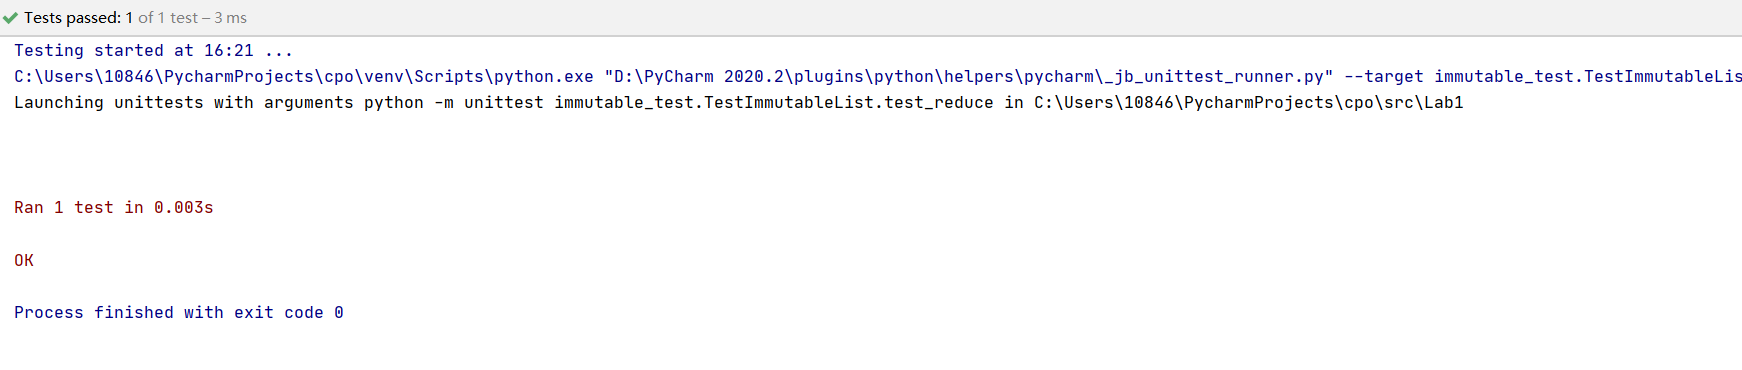 Tests passed: 1 of 1 test – 3 ms
Testing started at 16:21 ...
C:\Users\10846\PycharmProjects\cpo\venv\Scripts\python.exe "D:\PyCharm 2020.2\plugins\python\helpers\pycharm\_jb_unittest_runner.py" --target immutable_test.TestImmutableLis
Launching unittests with arguments python -m unittest immutable_test.TestImmutableList.test_reduce in C:\Users\10846\PycharmProjects\cpo\src\Lab1
Ran 1 test in 0.003s
OK
Process finished with exit code 0